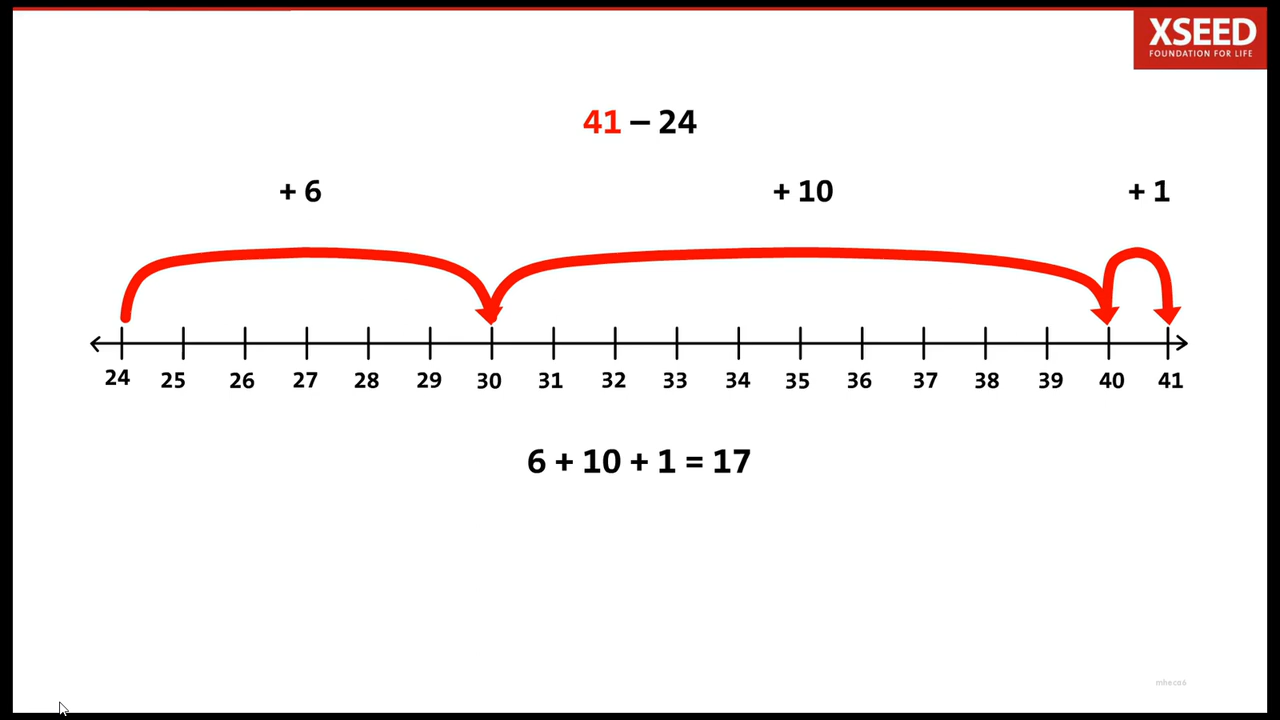 XSEED
FOUNDATION FOR LIFE
41 – 24
+ 6 + 10 + 1
24 25 26 27 28 29 30 31 32 33 34 35 36 37 38 39 40 41
6 + 10 + 1 = 17
mheca6